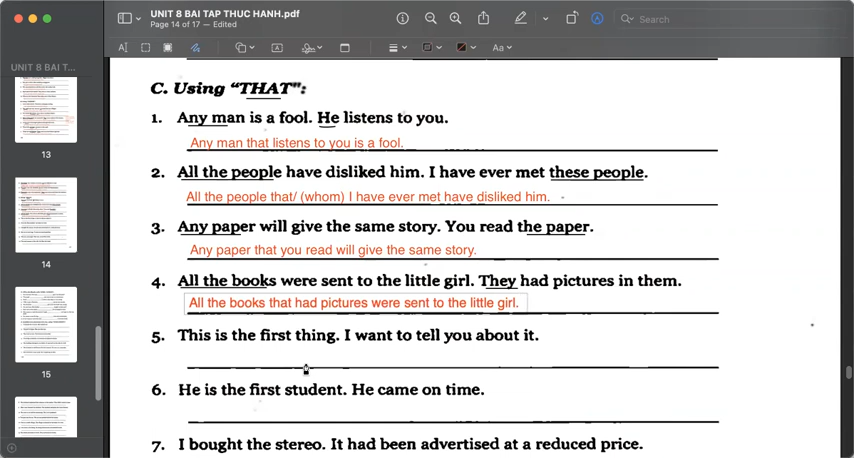 UNIT 8 BAI TAP THUC HANH.pdf
Page 14 of 17 — Edited
Search
UNIT 8 BAI T...
A
Aa
13
14
15
C. Using "THAT":
1. Any man is a fool. He listens to you.
Any man that listens to you is a fool.
2. All the people have disliked him. I have ever met these people.
All the people that/ (whom) I have ever met have disliked him.
3. Any paper will give the same story. You read the paper.
Any paper that you read will give the same story.
4. All the books were sent to the little girl. They had pictures in them.
All the books that had pictures were sent to the little girl.
5. This is the first thing. I want to tell you about it.
6. He is the first student. He came on time.
7. I bought the stereo. It had been advertised at a reduced price.